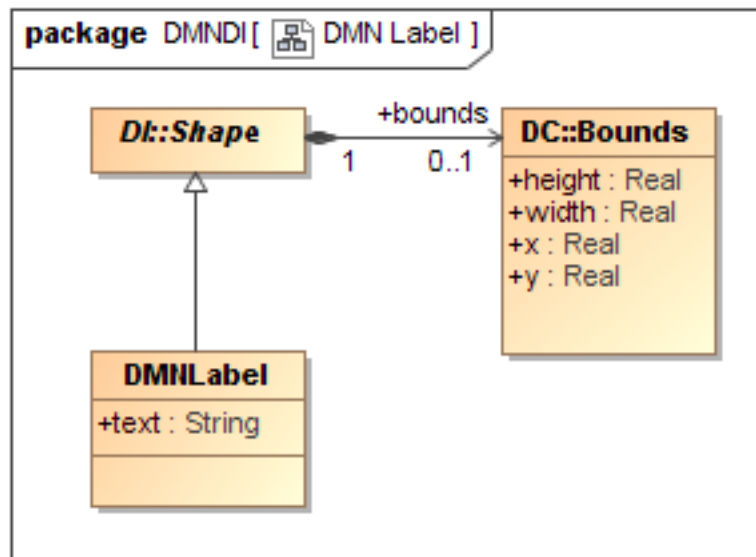 package DMNDI[ DMN Label ]
+bounds
DI::Shape
DC::Bounds
1 0..1
+height : Real
+width : Real
+x : Real
+y : Real
DMNLabel
+text : String